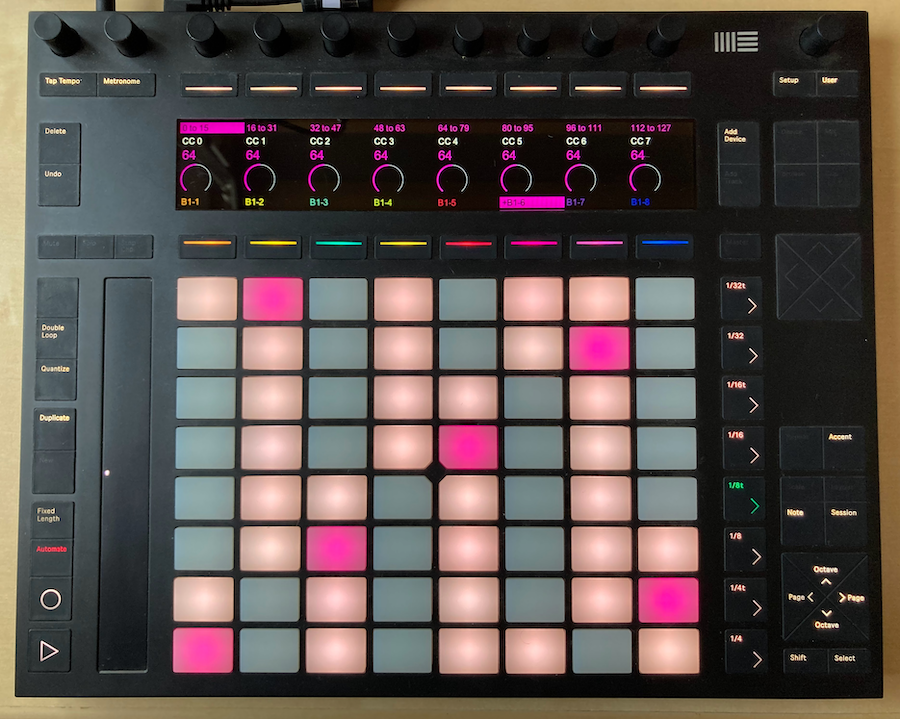 Tap Tempo
Metronome
Setup
User
Delete
Undo
Add
Device
0 to 15
16 to 31
32 to 47
48 to 63
64 to 79
80 to 95
96 to 111
112 to 127
CC 0
CC 1
CC 2
CC 3
CC 4
CC 5
CC 6
CC 7
64
64
64
64
64
64
64
64
B1-1
B1-2
B1-3
B1-4
B1-5
B1-6
B1-7
B1-8
Double
Loop
Quantize
Duplicate
Fixed
Length
Automate
1/32t
1/32
1/16t
1/16
1/8t
1/8
1/4t
1/4
Accent
Note
Session
Octave
Page
Page
Octave
Shift
Select